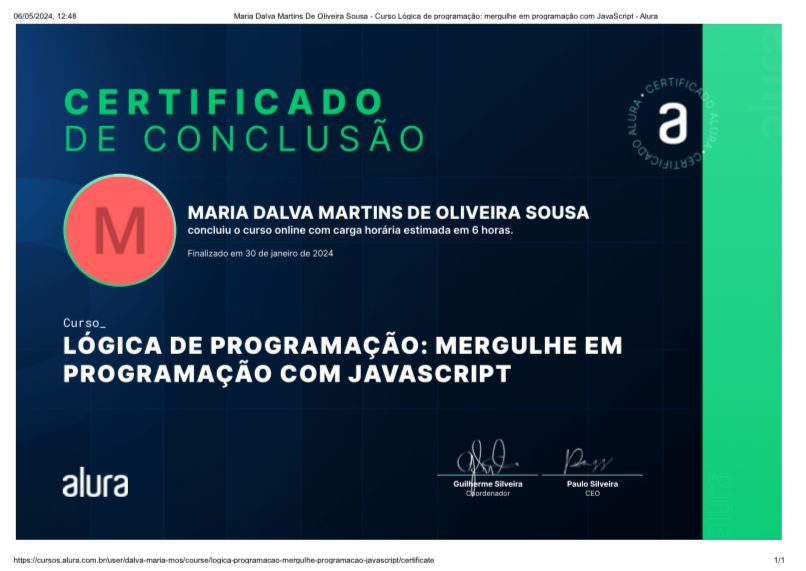 06/05/2024, 12:48
Maria Dalva Martins De Oliveira Sousa - Curso Lógica de programação: mergulhe em programação com JavaScript - Alura
CERTIFICADO
DE CONCLUSÃO
ALURA • CERTIFICADO ALURA • CERTIFICADO
a
alura
M
MARIA DALVA MARTINS DE OLIVEIRA SOUSA
concluiu o curso online com carga horária estimada em 6 horas.
Finalizado em 30 de janeiro de 2024
Curso_
LÓGICA DE PROGRAMAÇÃO: MERGULHE EM
PROGRAMAÇÃO COM JAVASCRIPT
alura
Guilherme Silveira
Coordenador
Paulo Silveira
CEO
alura
https://cursos.alura.com.br/user/dalva-maria-mos/course/logica-programacao-mergulhe-programacao-javascript/certificate
1/1